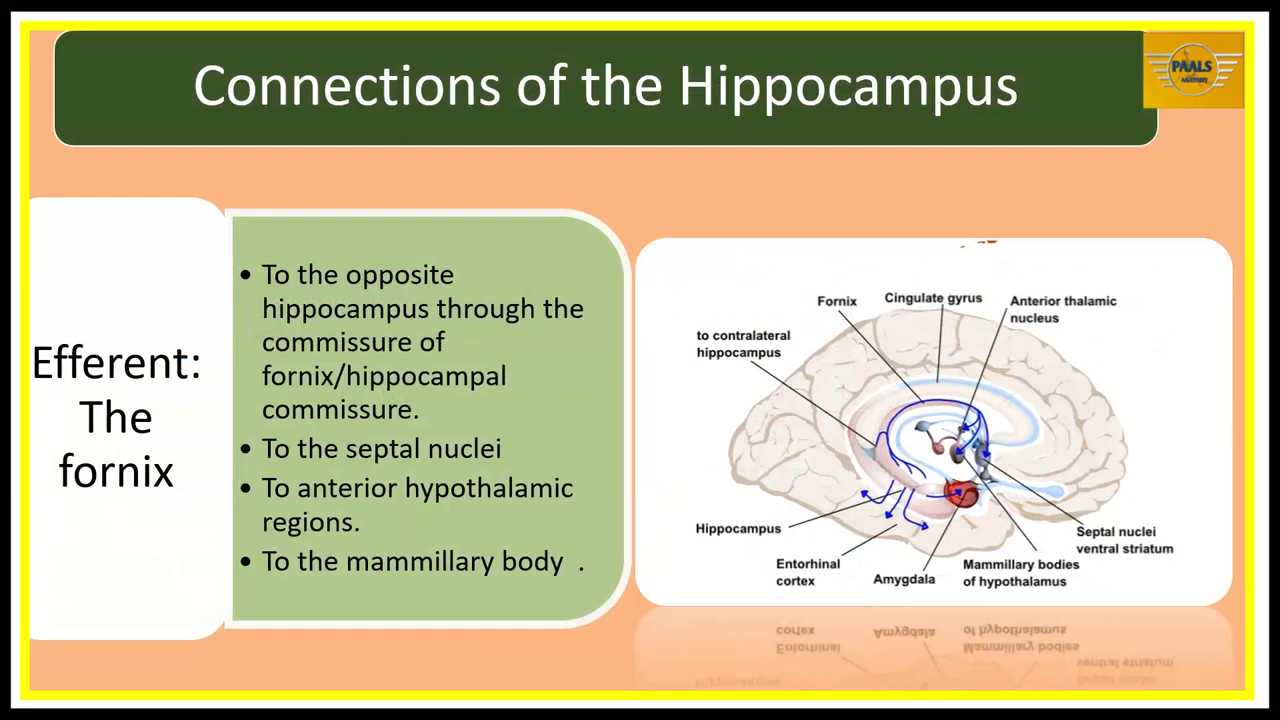 Connections of the Hippocampus
PAALS
ANATOMY
Efferent:
The
fornix
• To the opposite
hippocampus through the
commissure of
fornix/hippocampal
commissure.
• To the septal nuclei
• To anterior hypothalamic
regions.
• To the mammillary body .
Fornix
Cingulate gyrus
Anterior thalamic
nucleus
to contralateral
hippocampus
Hippocampus
Entorhinal
cortex
Amygdala
Mammillary bodies
of hypothalamus
Septal nuclei
ventral striatum